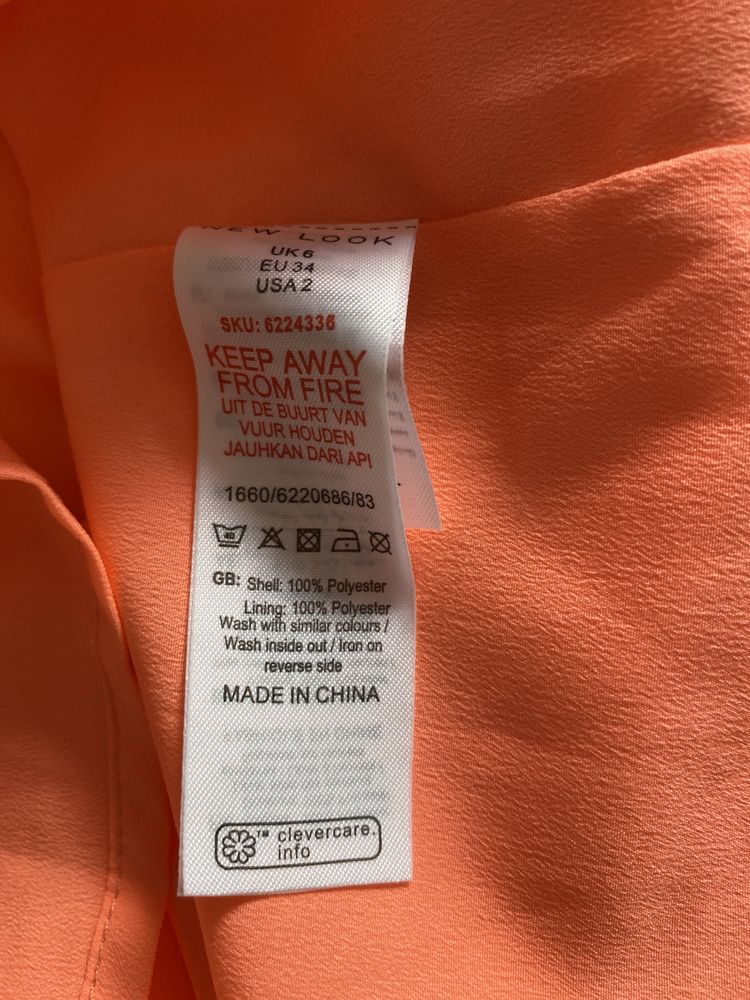 NEW LOOK
UK 6
EU 34
USA 2
SKU: 6224336
KEEP AWAY
FROM FIRE
UIT DE BUURT VAN
VUUR HOUDEN
JAUHKAN DARI API
1660/6220686/83
40
GB: Shell: 100% Polyester
Lining: 100% Polyester
Wash with similar colours /
Wash inside out / Iron on
reverse side
MADE IN CHINA
™ clevercare.
info